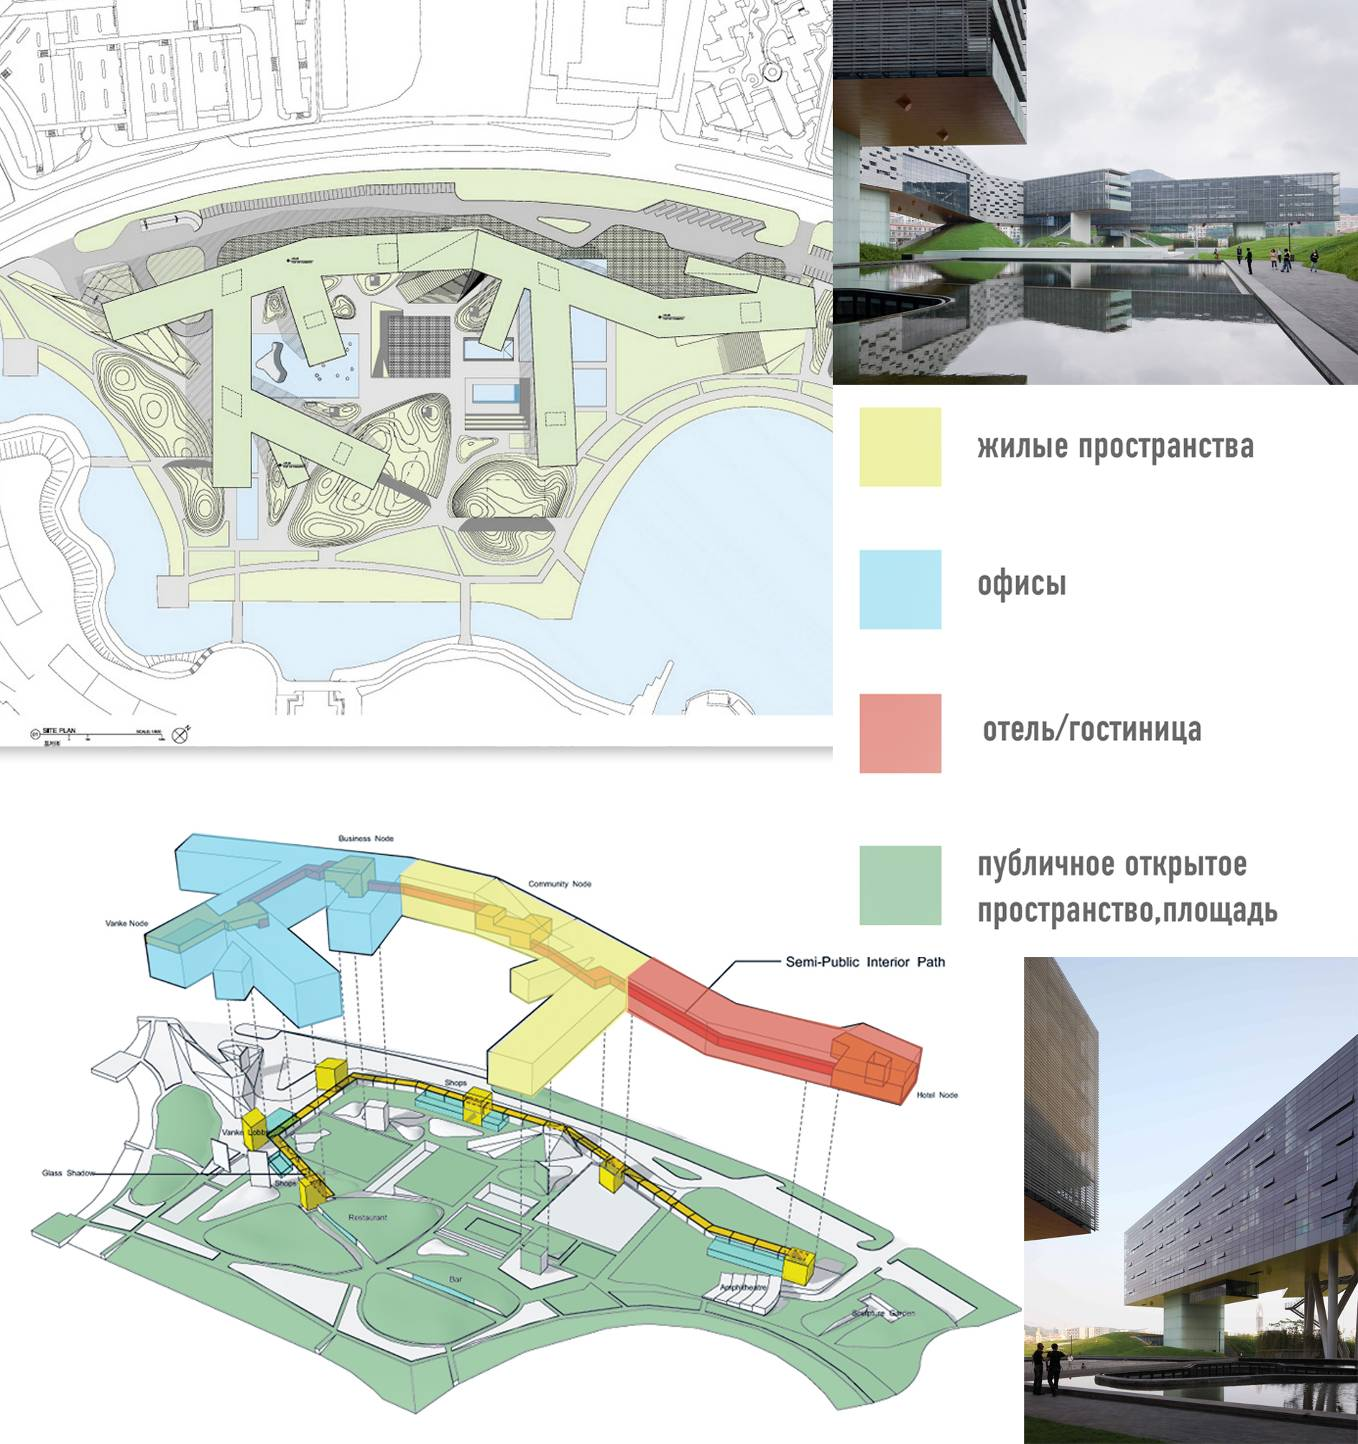 жилые пространства
офисы
отель/гостиница
публичное открытое
пространство,площадь
SITE PLAN
Business Node
Community Node
Vanke Node
Semi-Public Interior Path
Hotel Node
Shops
Vanke Lobby
Glass Shadow
Shops
Restaurant
Bar
Amphitheatre
Sculpture Garden